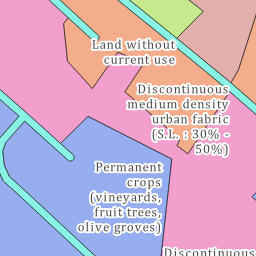 Land without
current use
Discontinuous
medium density
urban fabric
(S.L. : 30% -
50%)
Permanent
crops
(vineyards,
fruit trees,
olive groves)
Discontinuous